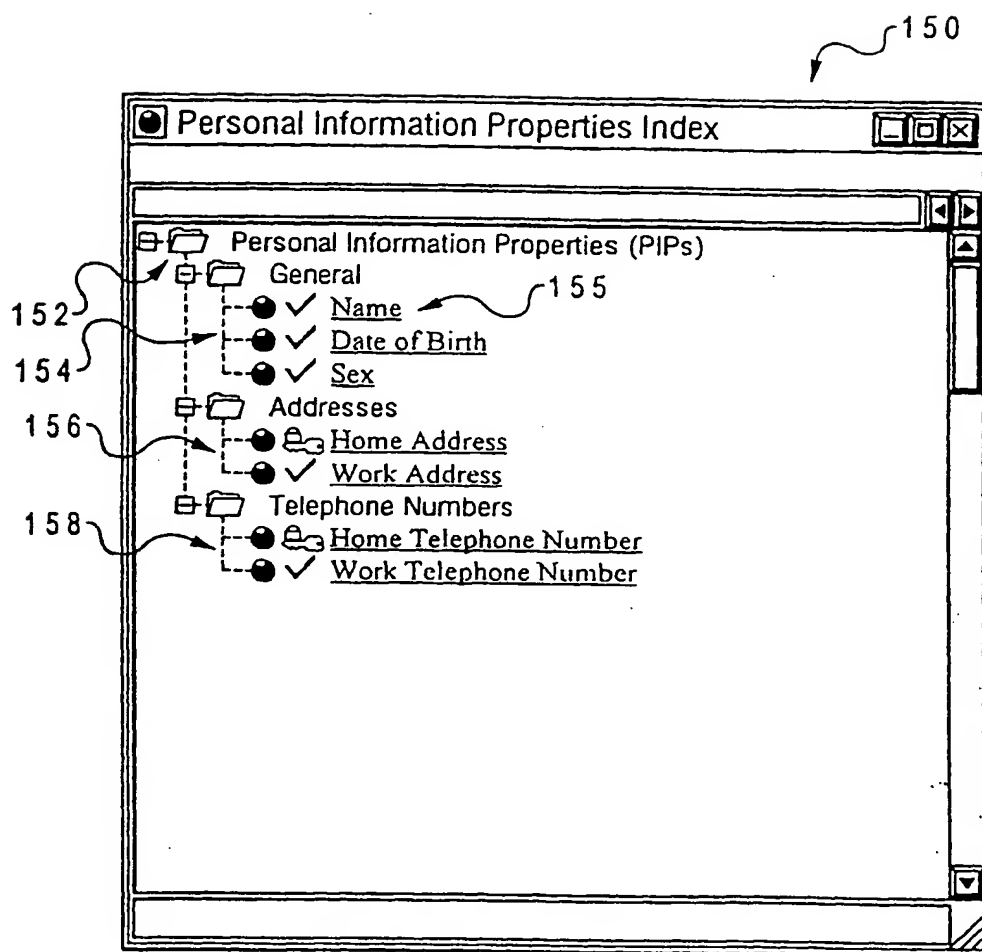 150
Personal Information Properties Index
Personal Information Properties (PIPs)
152
General
155
Name
154
Date of Birth
Sex
Addresses
156
Home Address
Work Address
Telephone Numbers
158
Home Telephone Number
Work Telephone Number